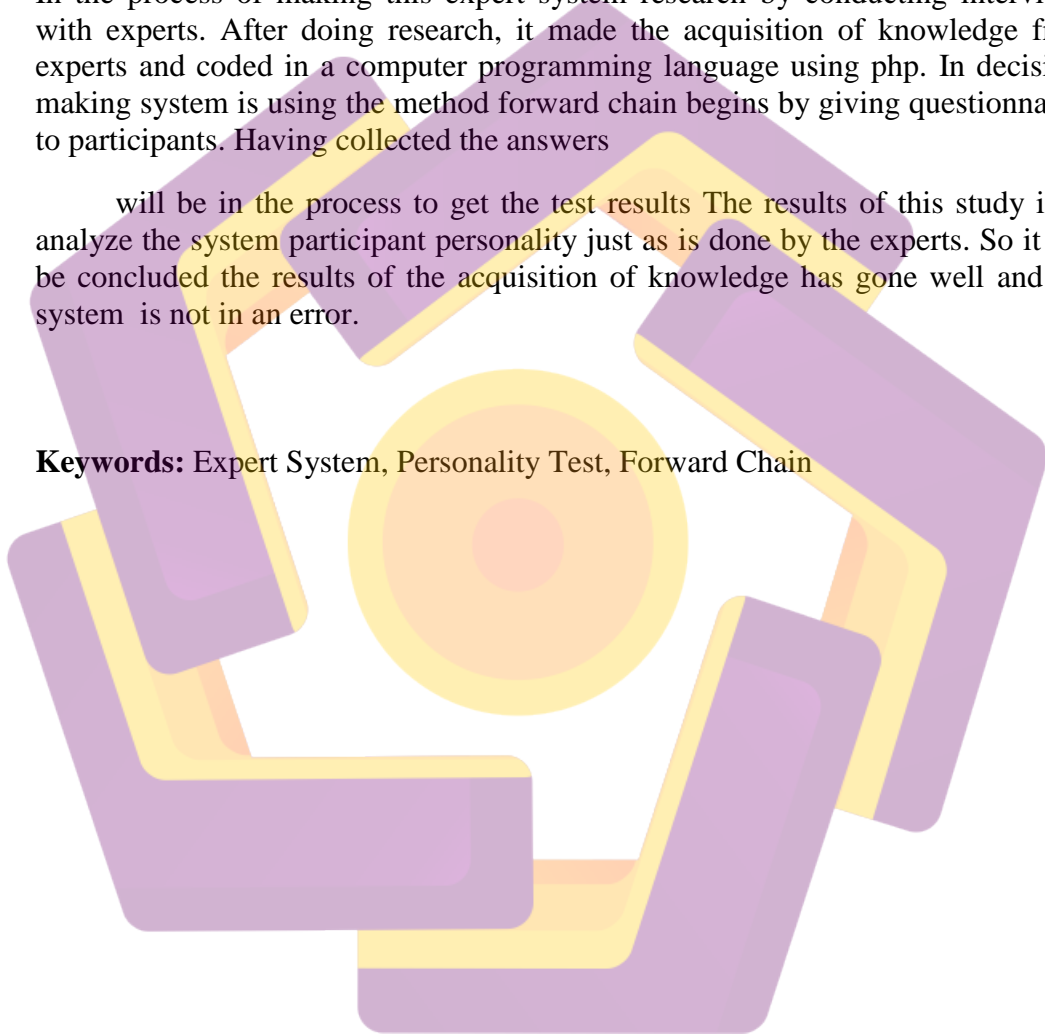 In the process of making this expert system research by conducting intervi
with experts. After doing research, it made the acquisition of knowledge fi
experts and coded in a computer programming language using php. In decisi
making system is using the method forward chain begins by giving questionna
to participants. Having collected the answers
will be in the process to get the test results The results of this study i
analyze the system participant personality just as is done by the experts. So it
be concluded the results of the acquisition of knowledge has gone well and
system is not in an error.
Keywords: Expert System, Personality Test, Forward Chain